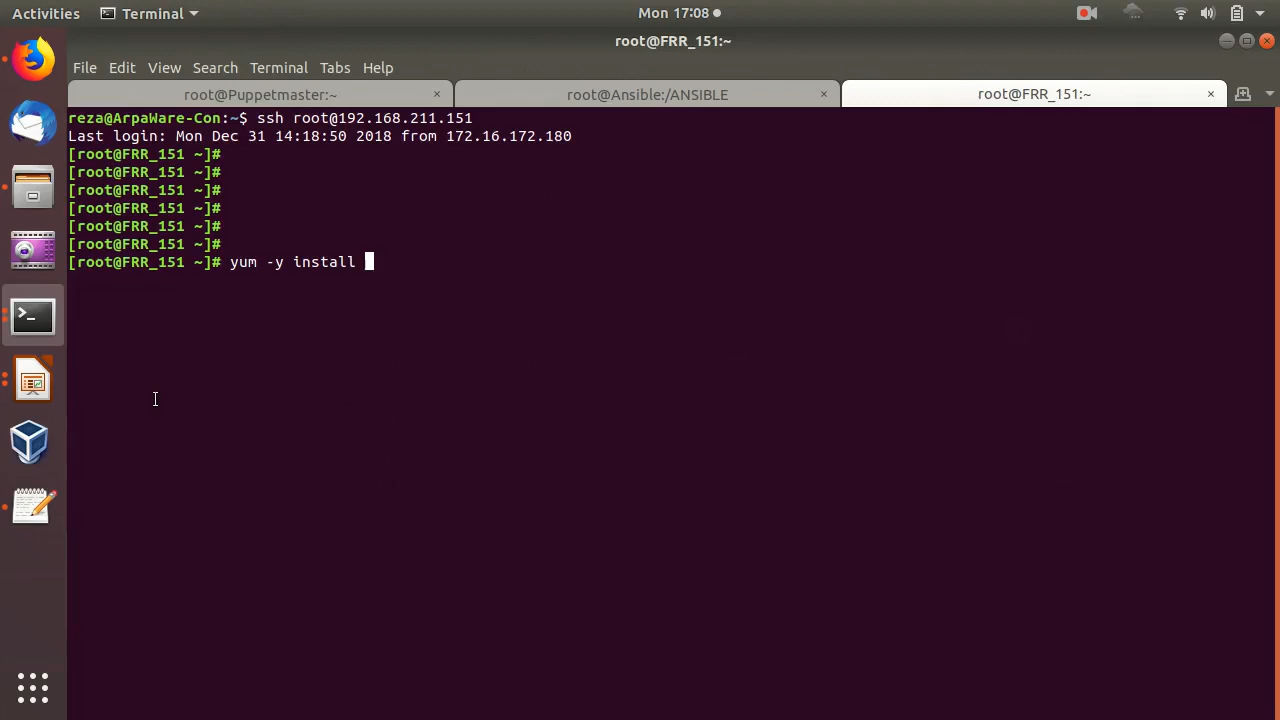 Activities Terminal Mon 17:08
root@FRR_151:~
File Edit View Search Terminal Tabs Help
root@Puppetmaster:~ × root@Ansible:/ANSIBLE × root@FRR_151:~ ×
reza@ArpaWare-Con:~$ ssh root@192.168.211.151
Last login: Mon Dec 31 14:18:50 2018 from 172.16.172.180
[root@FRR_151 ~]#
[root@FRR_151 ~]#
[root@FRR_151 ~]#
[root@FRR_151 ~]#
[root@FRR_151 ~]#
[root@FRR_151 ~]#
[root@FRR_151 ~]# yum -y install